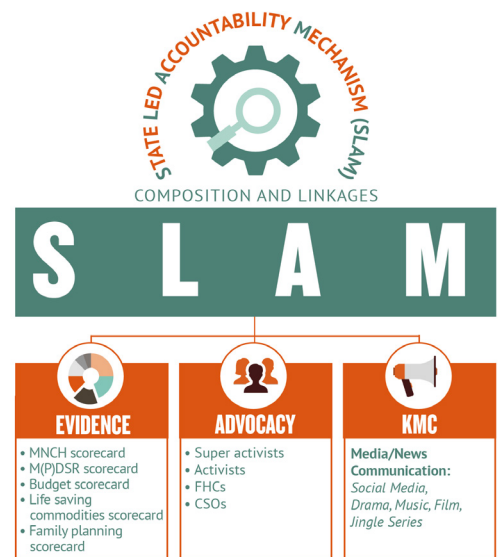 STATE LED ACCOUNTABILITY MECHANISM (SLAM)
COMPOSITION AND LINKAGES
SLAM
EVIDENCE
• MNCH scorecard
• M(P)DSR scorecard
• Budget scorecard
• Life saving
commodities scorecard
• Family planning
scorecard
ADVOCACY
• Super activists
• Activists
• FHCs
• CSOs
KMC
Media/News
Communication:
Social Media,
Drama, Music, Film,
Jingle Series